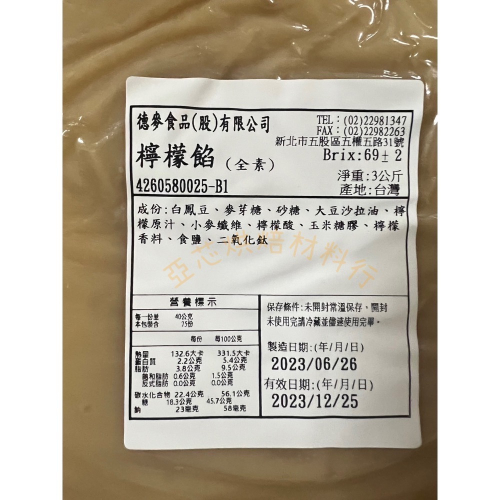 德麥食品(股)有限公司
TEL:(02)22981347
FAX:(02)22982263
新北市五股區五權五路31號
檸檬餡(全素)
Brix:69±2
淨重:3公斤
4260580025-B1
產地:台灣
成份:白鳳豆、麥芽糖、砂糖、大豆沙拉油、檸
檬原汁、小麥纖維、檸檬酸、玉米糖膠、檸檬
香料、食鹽、二氧化鈦
亞芯烘焙材料行
營養標示
每一份量 40公克
本包裝含 75份
每份 每100公克
熱量 132.6大卡 331.5大卡
蛋白質 2.2公克 5.4公克
脂肪 3.8公克 9.5公克
飽和脂肪 0.6公克 1.5公克
反式脂肪 0.0公克 0.0公克
碳水化合物 22.4公克 56.1公克
糖 18.3公克 45.7公克
鈉 23毫克 58毫克
保存條件:未開封常溫保存、開封
未使用完請冷藏並儘速使用完畢。
製造日期:(年/月/日)
2023/06/26
有效日期:(年/月/日)
2023/12/25